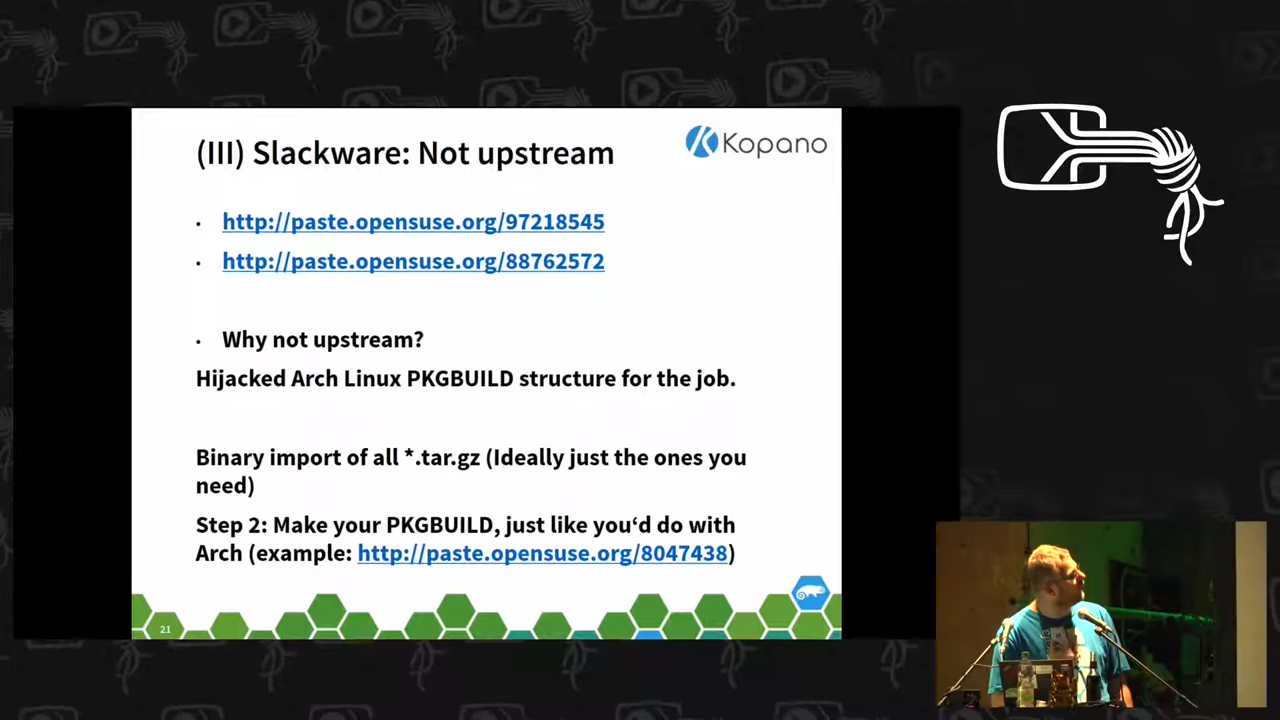 (III) Slackware: Not upstream
Kopano
· http://paste.opensuse.org/97218545
· http://paste.opensuse.org/88762572
· Why not upstream?
Hijacked Arch Linux PKGBUILD structure for the job.
Binary import of all *.tar.gz (Ideally just the ones you
need)
Step 2: Make your PKGBUILD, just like you‘d do with
Arch (example: http://paste.opensuse.org/8047438)
21